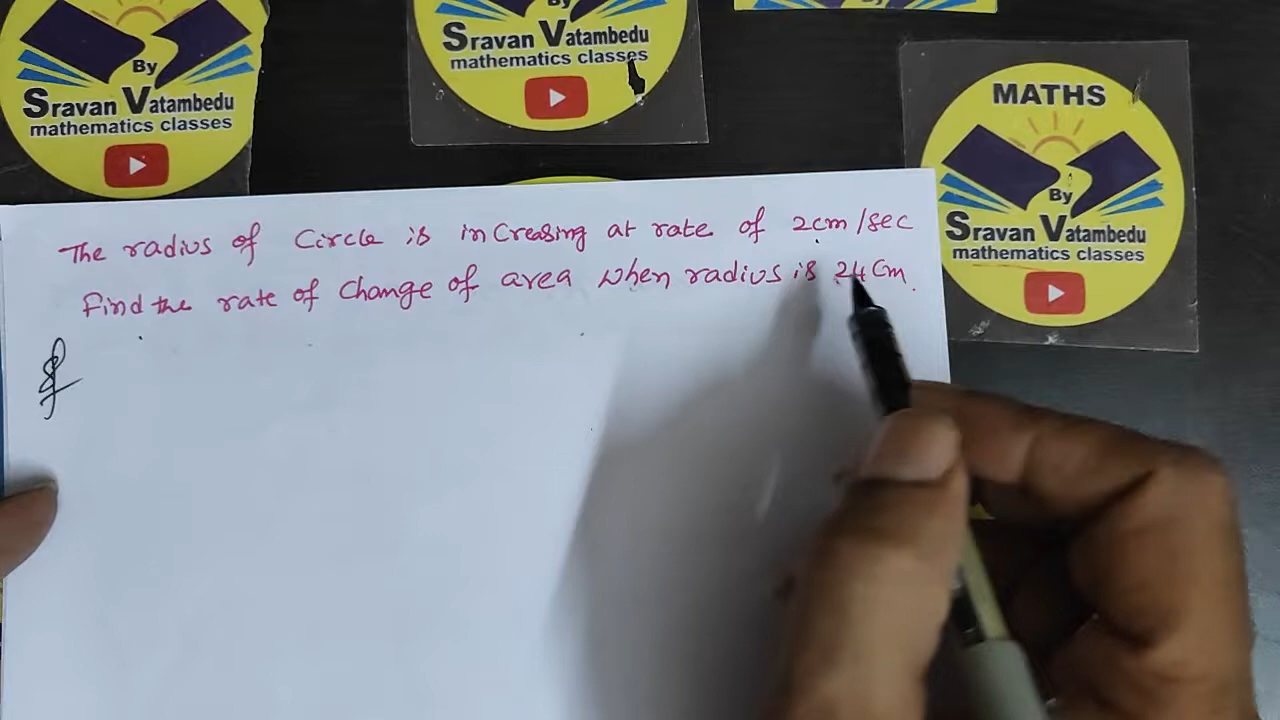 By
Sravan Vatambedu
mathematics classes
By
Sravan Vatambedu
mathematics classes
MATHS
By
Sravan Vatambedu
mathematics classes
The radius of Circle is increasing at rate of 2cm/sec
find the rate of change of area when radius is 24cm.